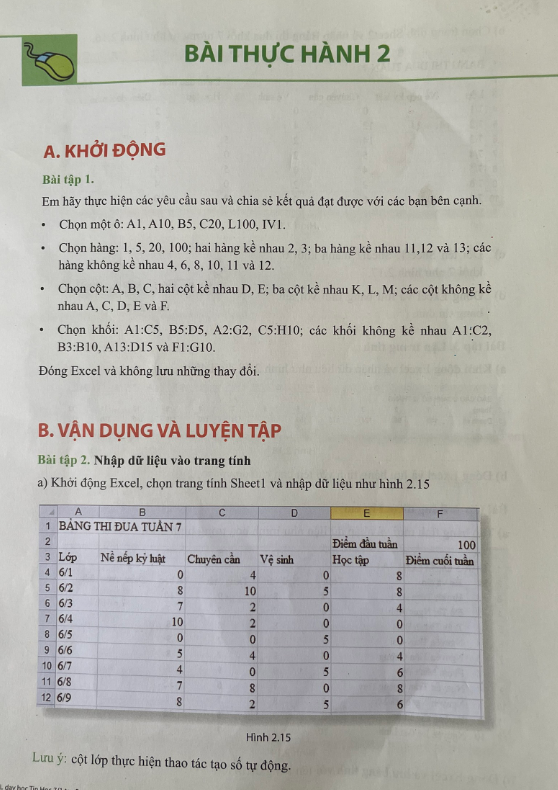 BÀI THỰC HÀNH 2
A. KHỞI ĐỘNG
Bài tập 1.
Em hãy thực hiện các yêu cầu sau và chia sẻ kết quả đạt được với các bạn bên cạnh.
• Chọn một ô: A1, A10, B5, C20, L100, IV1.
• Chọn hàng: 1, 5, 20, 100; hai hàng kề nhau 2, 3; ba hàng kề nhau 11,12 và 13; các
hàng không kề nhau 4, 6, 8, 10, 11 và 12.
• Chọn cột: A, B, C, hai cột kề nhau D, E; ba cột kề nhau K, L, M; các cột không kề
nhau A, C, D, E và F.
• Chọn khối: A1:C5, B5:D5, A2:G2, C5:H10; các khối không kề nhau A1:C2,
B3:B10, A13:D15 và F1:G10.
Đóng Excel và không lưu những thay đổi.
B. VẬN DỤNG VÀ LUYỆN TẬP
Bài tập 2. Nhập dữ liệu vào trang tính
a) Khởi động Excel, chọn trang tính Sheet1 và nhập dữ liệu như hình 2.15
A B C D E F
1 BẢNG THI ĐUA TUẦN 7
2 Điểm đầu tuần 100
3 Lớp Nề nếp kỷ luật Chuyên cần Vệ sinh Học tập Điểm cuối tuần
4 6/1 0 4 0 8
5 6/2 8 10 5 8
6 6/3 7 2 0 4
7 6/4 10 2 0 0
8 6/5 0 0 5 0
9 6/6 5 4 0 4
10 6/7 4 0 5 6
11 6/8 7 8 0 8
12 6/9 8 2 5 6
Hình 2.15
Lưu ý: cột lớp thực hiện thao tác tạo số tự động.